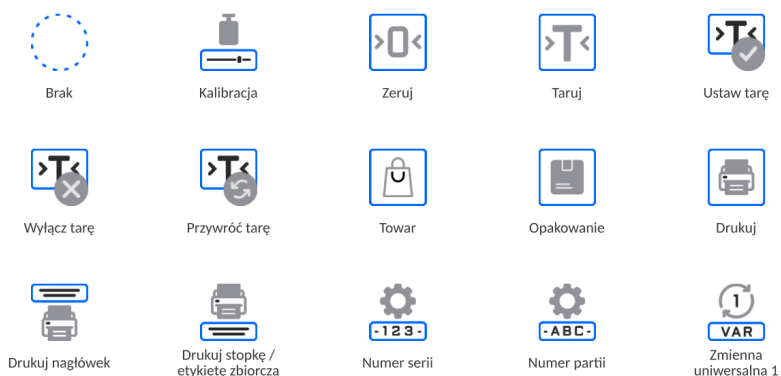 Brak
Kalibracja
>0<
Zeruj
>T<
Taruj
>T<
Ustaw tarę
>T<
Wyłącz tarę
>T<
Przywróć tarę
Towar
Opakowanie
Drukuj
Drukuj nagłówek
Drukuj stopkę /
etykietę zbiorczą
-123-
Numer serii
-ABC-
Numer partii
1
VAR
Zmienna
uniwersalna 1